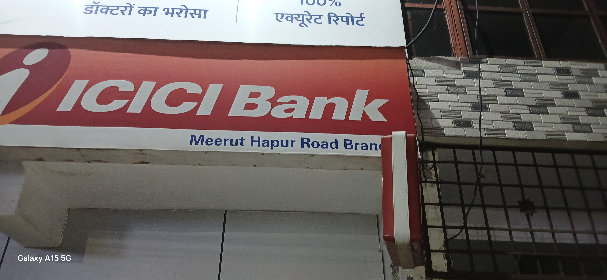 100%
डॉक्टरों का भरोसा
एक्यूरेट रिपोर्ट
ICICI Bank
Meerut Hapur Road Branc
Galaxy A15 5G